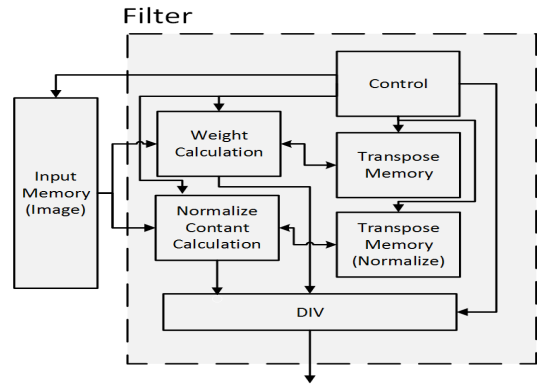 Filter
Control
Input
Memory
(Image)
Weight
Calculation
Transpose
Memory
Normalize
Contant
Calculation
Transpose
Memory
(Normalize)
DIV